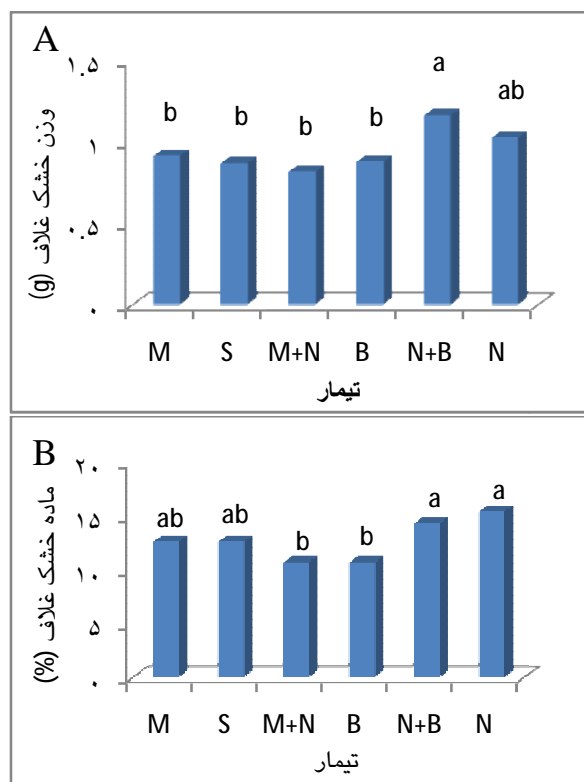 A
وزن خشک غلاف (g)
۱.۵
۱
۰.۵
۰
b b b b a ab
M S M+N B N+B N
تیمار
B
ماده خشک غلاف (%)
۲۰
۱۵
۱۰
۵
۰
ab ab b b a a
M S M+N B N+B N
تیمار